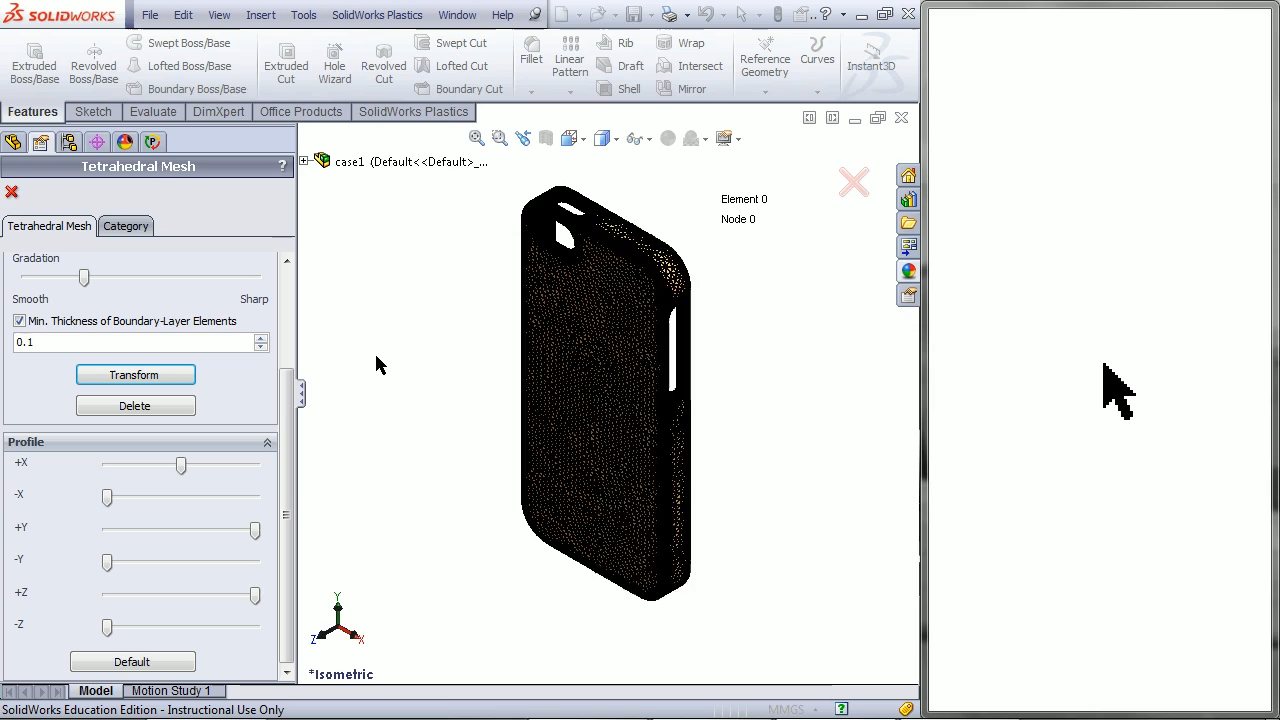 SOLIDWORKS File Edit View Insert Tools SolidWorks Plastics Window Help
Extruded Boss/Base
Revolved Boss/Base
Swept Boss/Base
Lofted Boss/Base
Boundary Boss/Base
Extruded Cut
Hole Wizard
Revolved Cut
Swept Cut
Lofted Cut
Boundary Cut
Fillet
Linear Pattern
Rib
Draft
Shell
Wrap
Intersect
Mirror
Reference Geometry
Curves
Instant3D
Features Sketch Evaluate DimXpert Office Products SolidWorks Plastics
Tetrahedral Mesh ?
case1 (Default<<Default>_...
Tetrahedral Mesh Category
Element 0
Node 0
Gradation
Smooth Sharp
Min. Thickness of Boundary-Layer Elements
0.1
Transform
Delete
Profile
+X
-X
+Y
-Y
+Z
-Z
Default
Y
Z X
*Isometric
Model Motion Study 1
SolidWorks Education Edition - Instructional Use Only MMGS